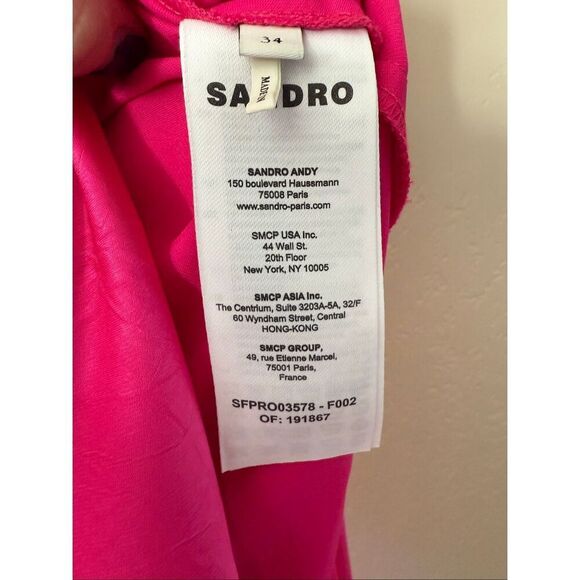 34
MADE IN
SANDRO
SANDRO ANDY
150 boulevard Haussmann
75008 Paris
www.sandro-paris.com
SMCP USA Inc.
44 Wall St.
20th Floor
New York, NY 10005
SMCP ASIA Inc.
The Centrium, Suite 3203A-5A, 32/F
60 Wyndham Street, Central
HONG-KONG
SMCP GROUP,
49, rue Etienne Marcel,
75001 Paris,
France
SFPRO03578 - F002
OF: 191867